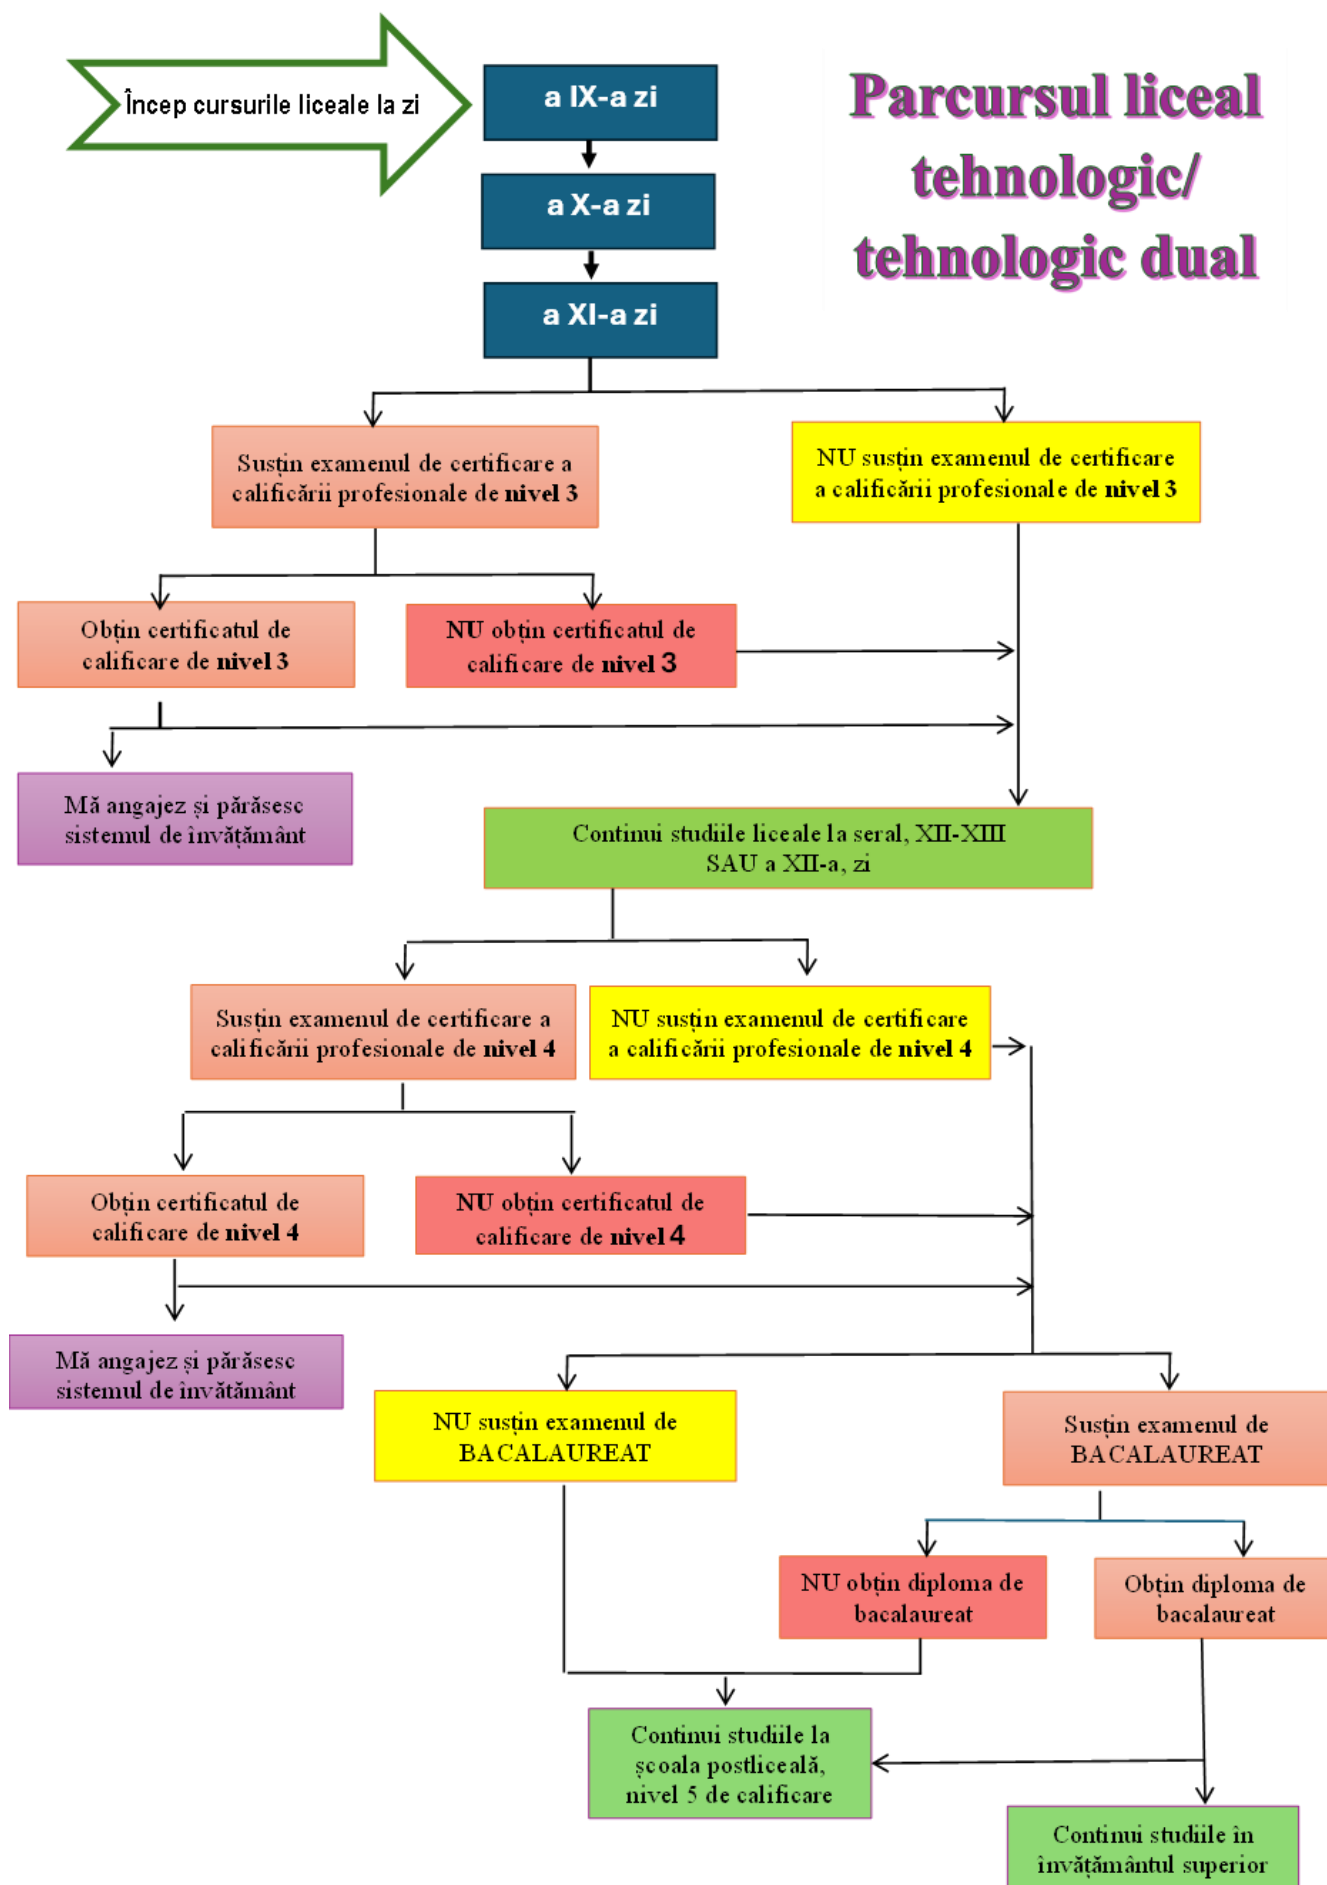 Încep cursurile liceale la zi
a IX-a zi
Parcursul liceal
tehnologic/
tehnologic dual
a X-a zi
a XI-a zi
Susțin examenul de certificare a
calificării profesionale de nivel 3
NU susțin examenul de certificare
a calificării profesionale de nivel 3
Obțin certificatul de
calificare de nivel 3
NU obțin certificatul de
calificare de nivel 3
Mă angajez și părăsesc
sistemul de învățământ
Continui studiile liceale la seral, XII-XIII
SAU a XII-a, zi
Susțin examenul de certificare a
calificării profesionale de nivel 4
NU susțin examenul de certificare
a calificării profesionale de nivel 4
Obțin certificatul de
calificare de nivel 4
NU obțin certificatul de
calificare de nivel 4
Mă angajez și părăsesc
sistemul de învătământ
NU susțin examenul de
BACALAUREAT
Susțin examenul de
BACALAUREAT
NU obțin diploma de
bacalaureat
Obțin diploma de
bacalaureat
Continui studiile la
școala postliceală,
nivel 5 de calificare
Continui studiile în
învățământul superior